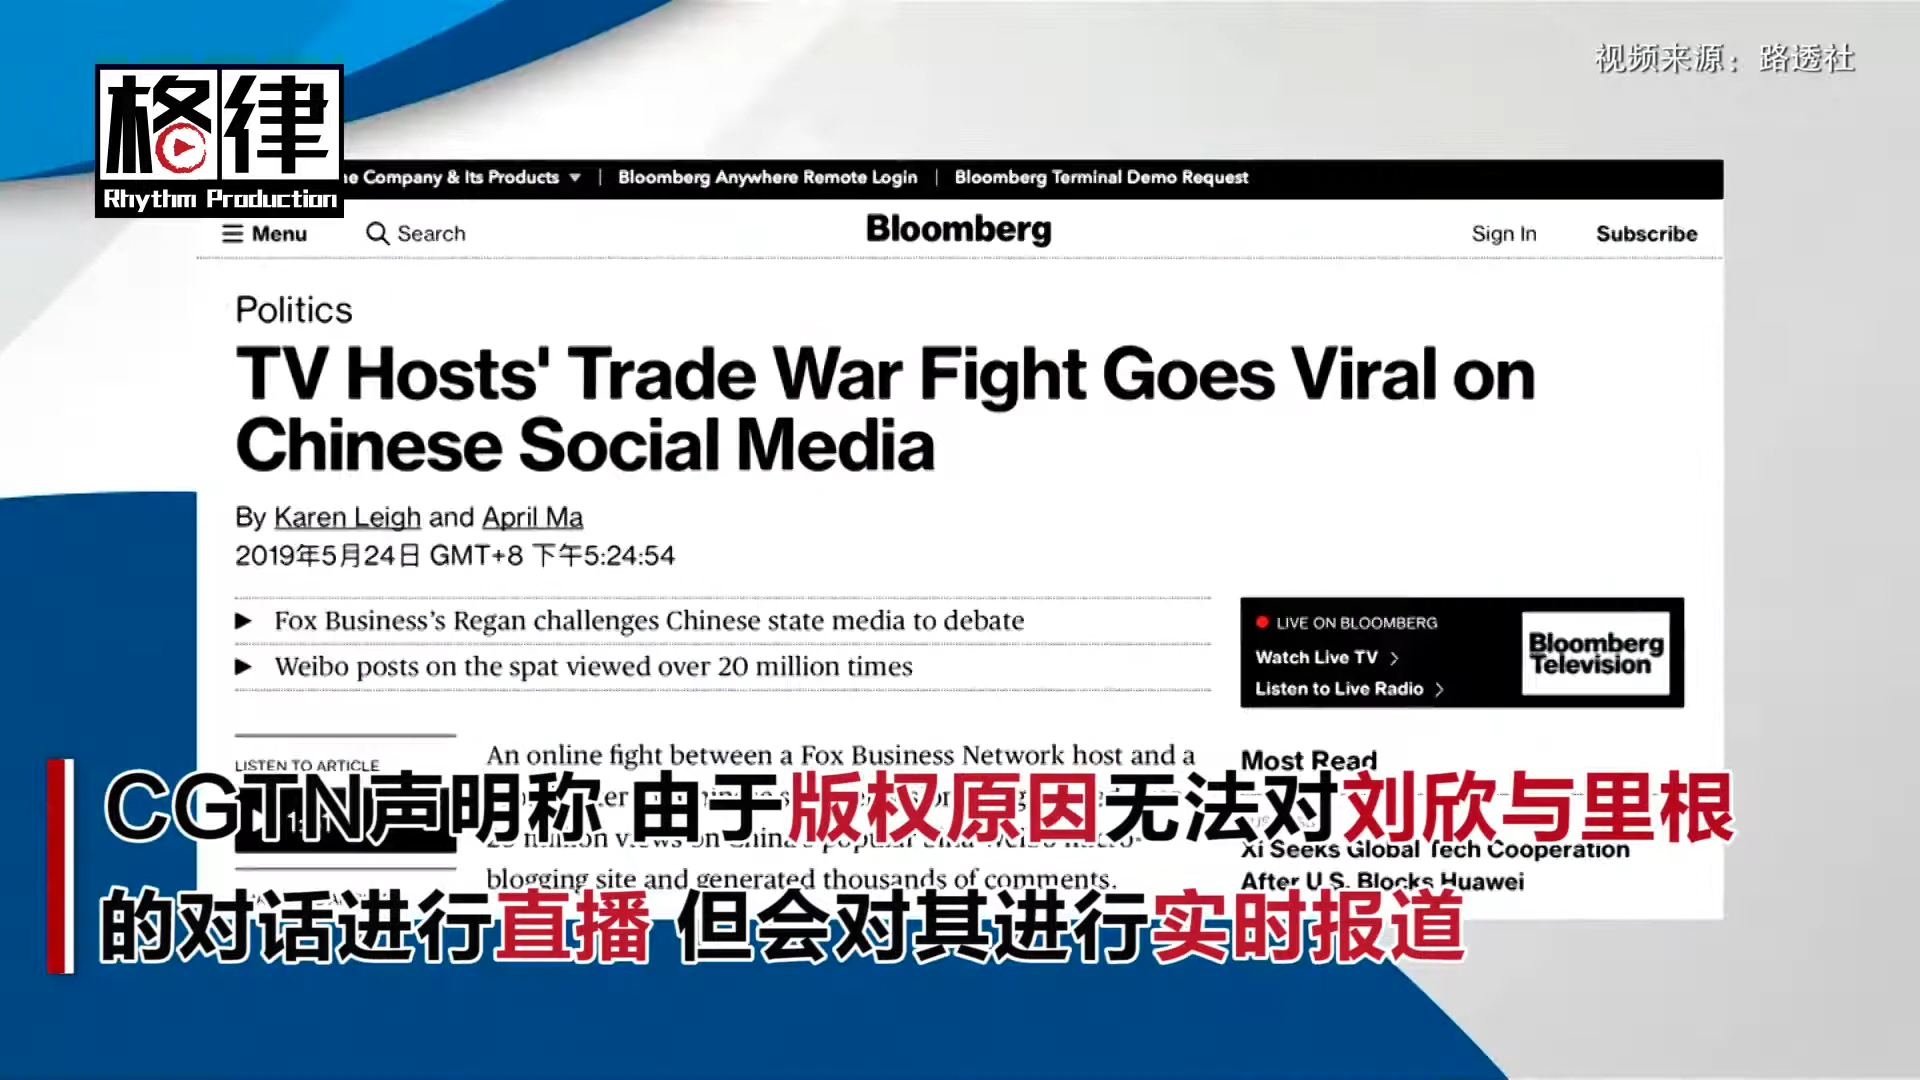 视频来源：路透社
格律
Rhythm Production
Company & Its Products | Bloomberg Anywhere Remote Login | Bloomberg Terminal Demo Request
Menu Search Bloomberg Sign In Subscribe
Politics
TV Hosts' Trade War Fight Goes Viral on
Chinese Social Media
By Karen Leigh and April Ma
2019年5月24日 GMT+8 下午5:24:54
Fox Business's Regan challenges Chinese state media to debate
Weibo posts on the spat viewed over 20 million times
LIVE ON BLOOMBERG
Watch Live TV
Listen to Live Radio
Bloomberg
Television
LISTEN TO ARTICLE
An online fight between a Fox Business Network host and a
blogging site and generated thousands of comments.
Most Read
Xi Seeks Global Tech Cooperation
After U.S. Blocks Huawei
CGTN声明称 由于版权原因无法对刘欣与里根
的对话进行直播 但会对其进行实时报道